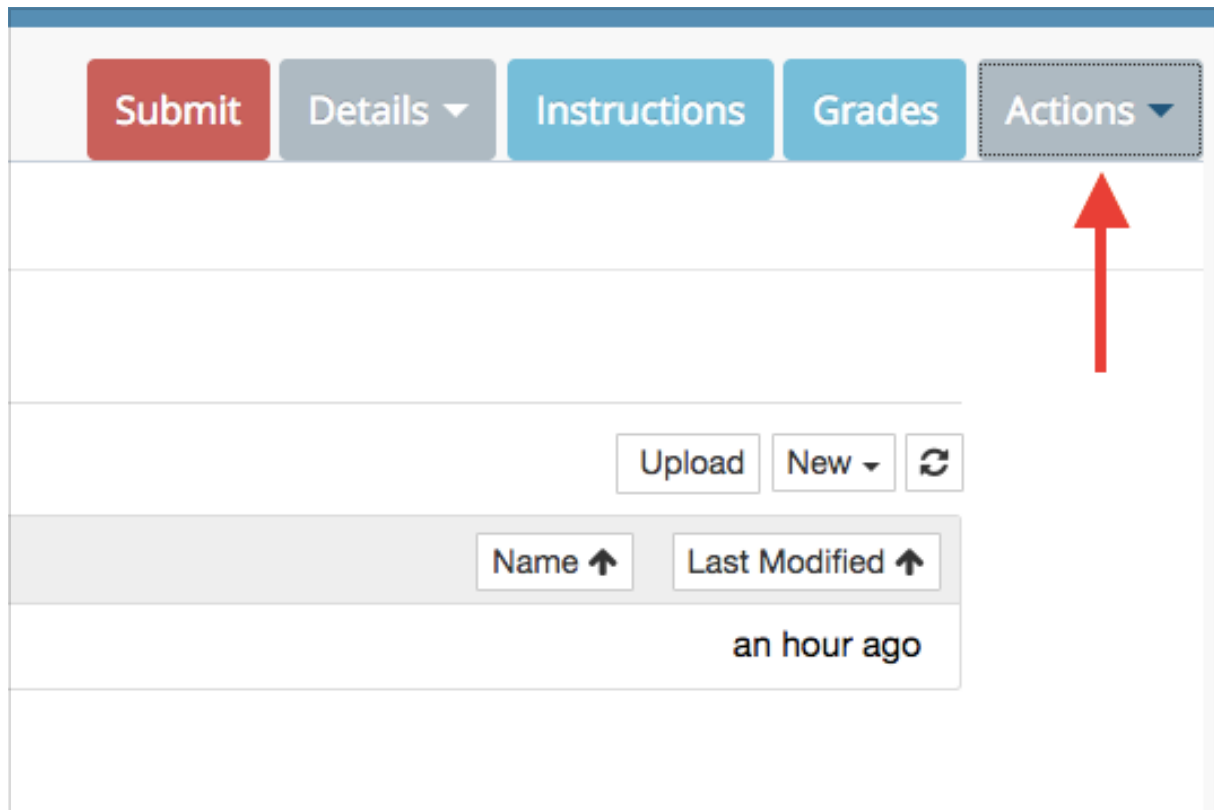 Submit Details Instructions Grades Actions
Upload New
Name Last Modified
an hour ago